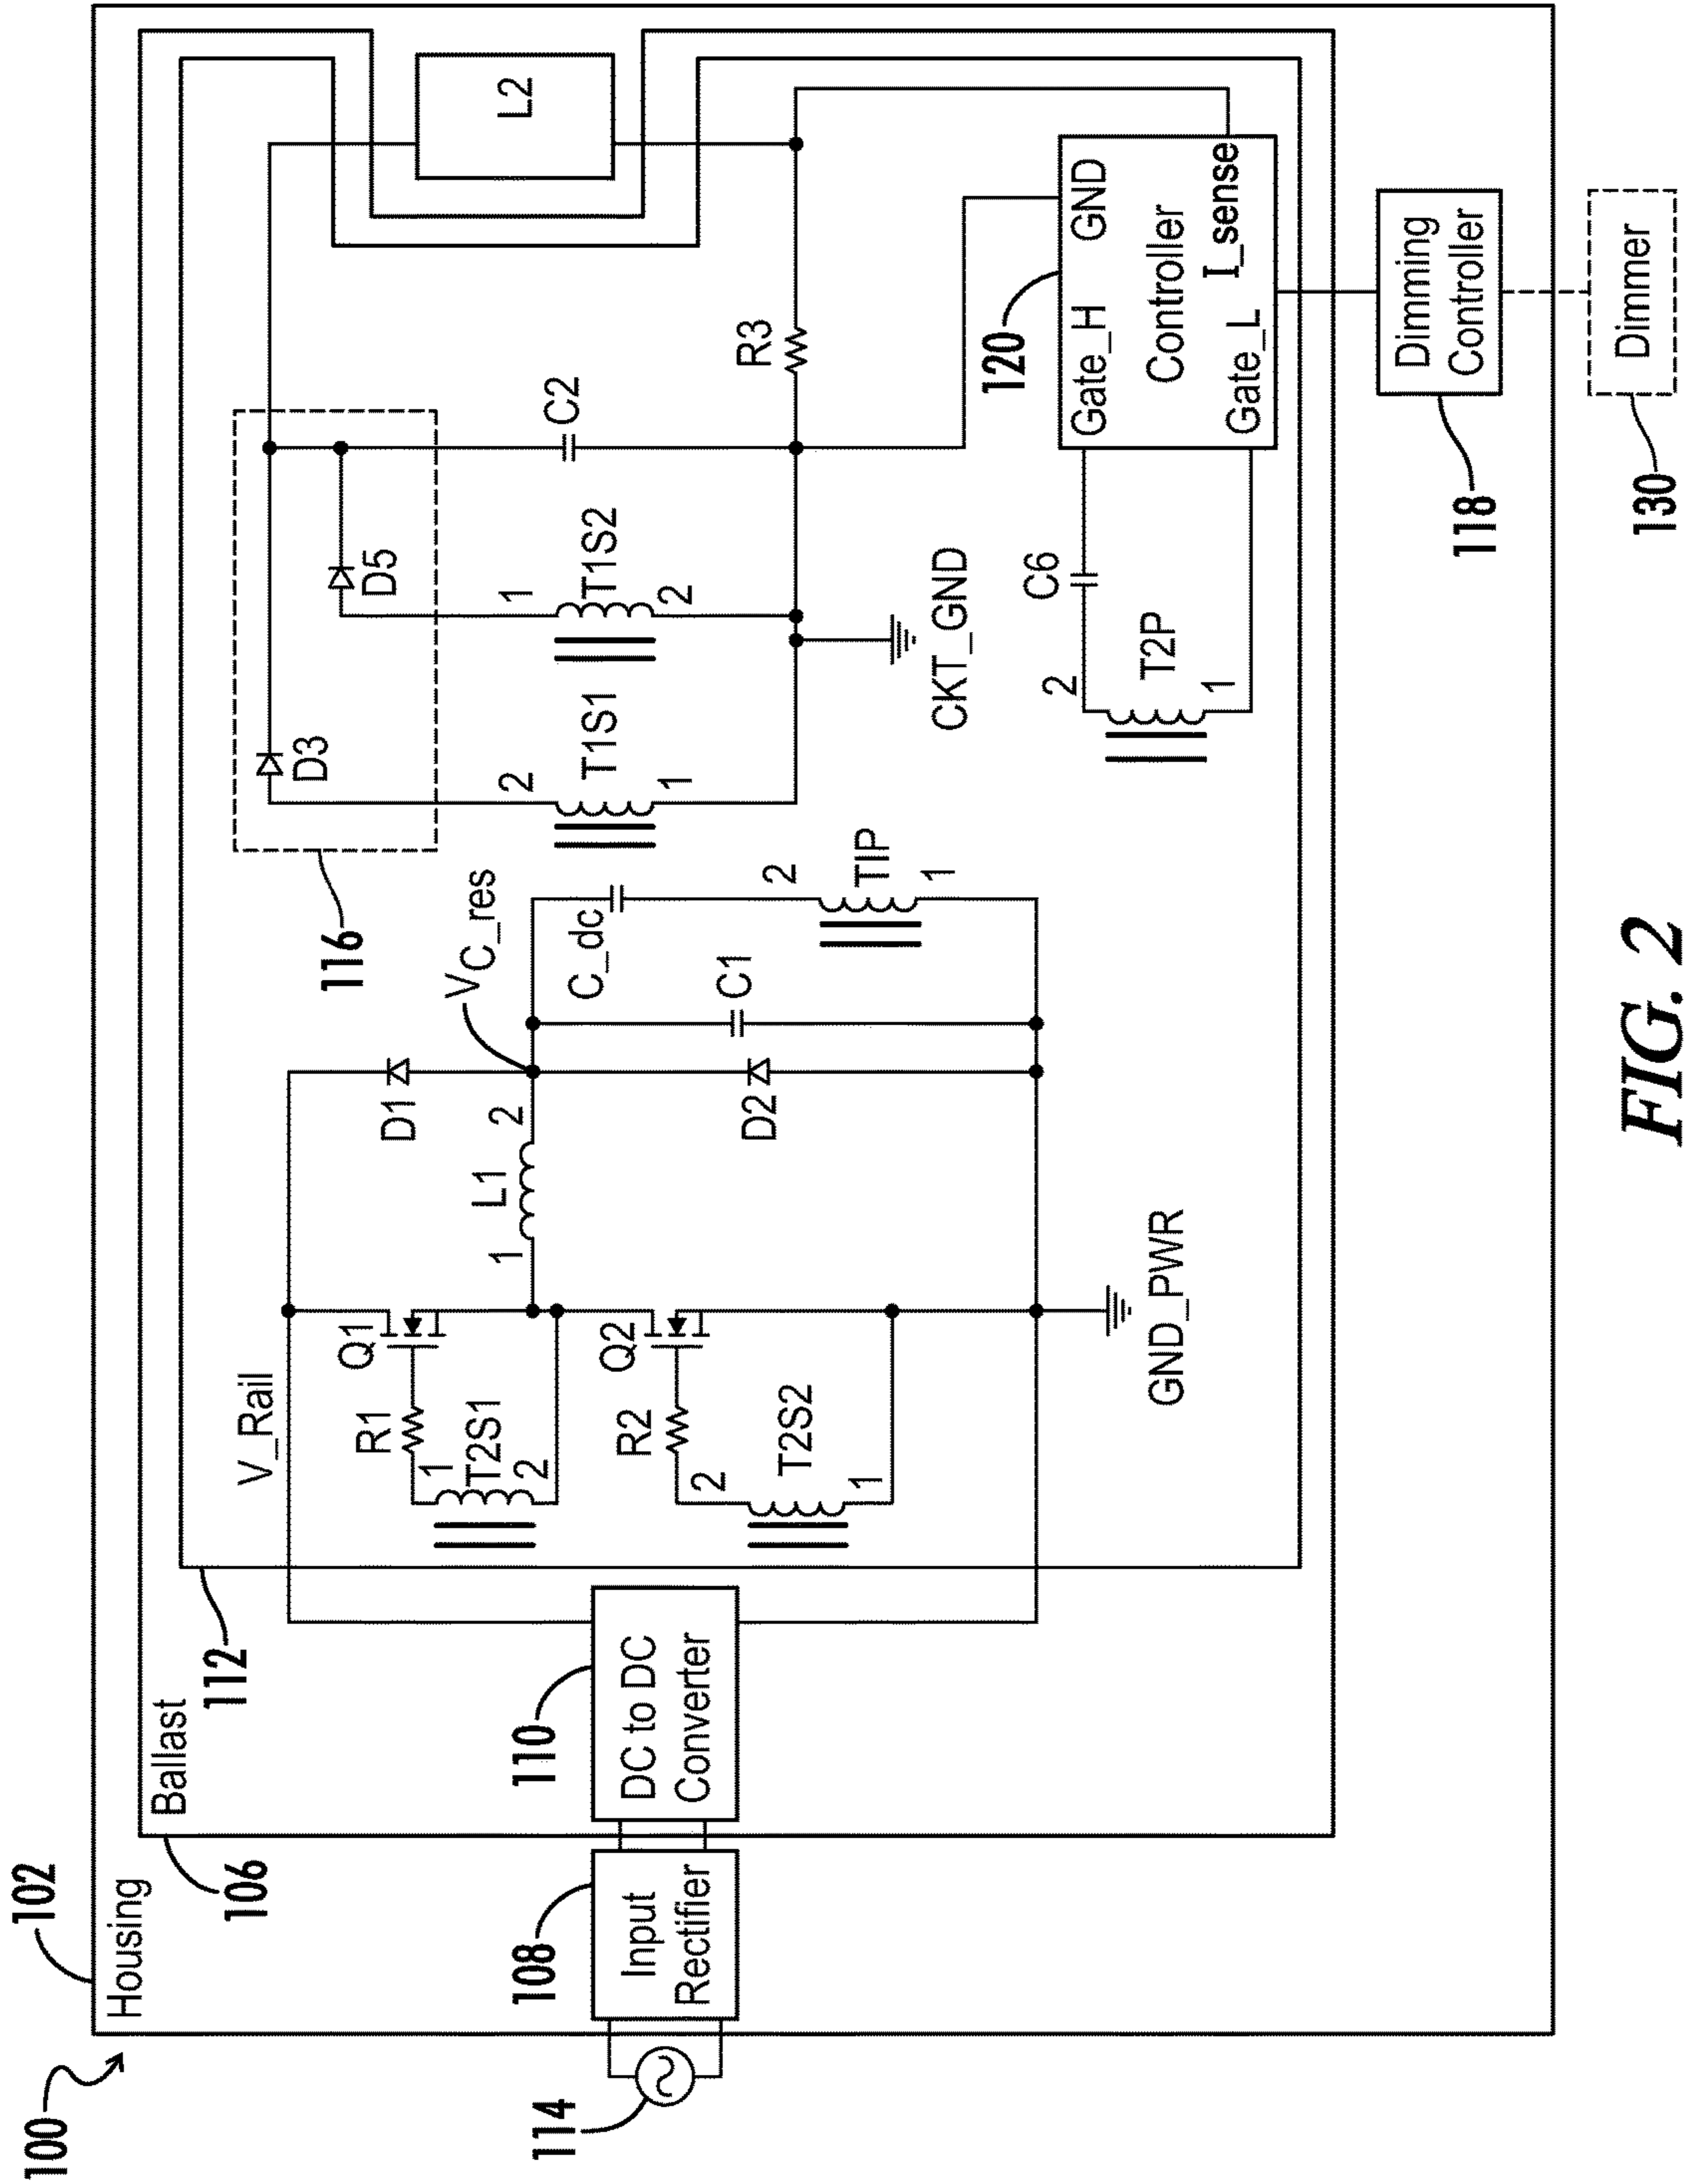 100
102
Housing
106
Ballast
112
114
108
Input
Rectifier
110
DC to DC
Converter
V_Rail
Q1
R1
1
T2S1
2
Q2
R2
2
T2S2
1
GND_PWR
1
L1
2
D1
D2
VC_res
C_dc
C1
2
TIP
1
116
D3
D5
2
T1S1
1
1
T1S2
2
C2
R3
CKT_GND
L2
2
T2P
1
C6
120
Gate_H
GND
Controller
Gate_L
I_sense
118
Dimming
Controller
130
Dimmer
FIG. 2